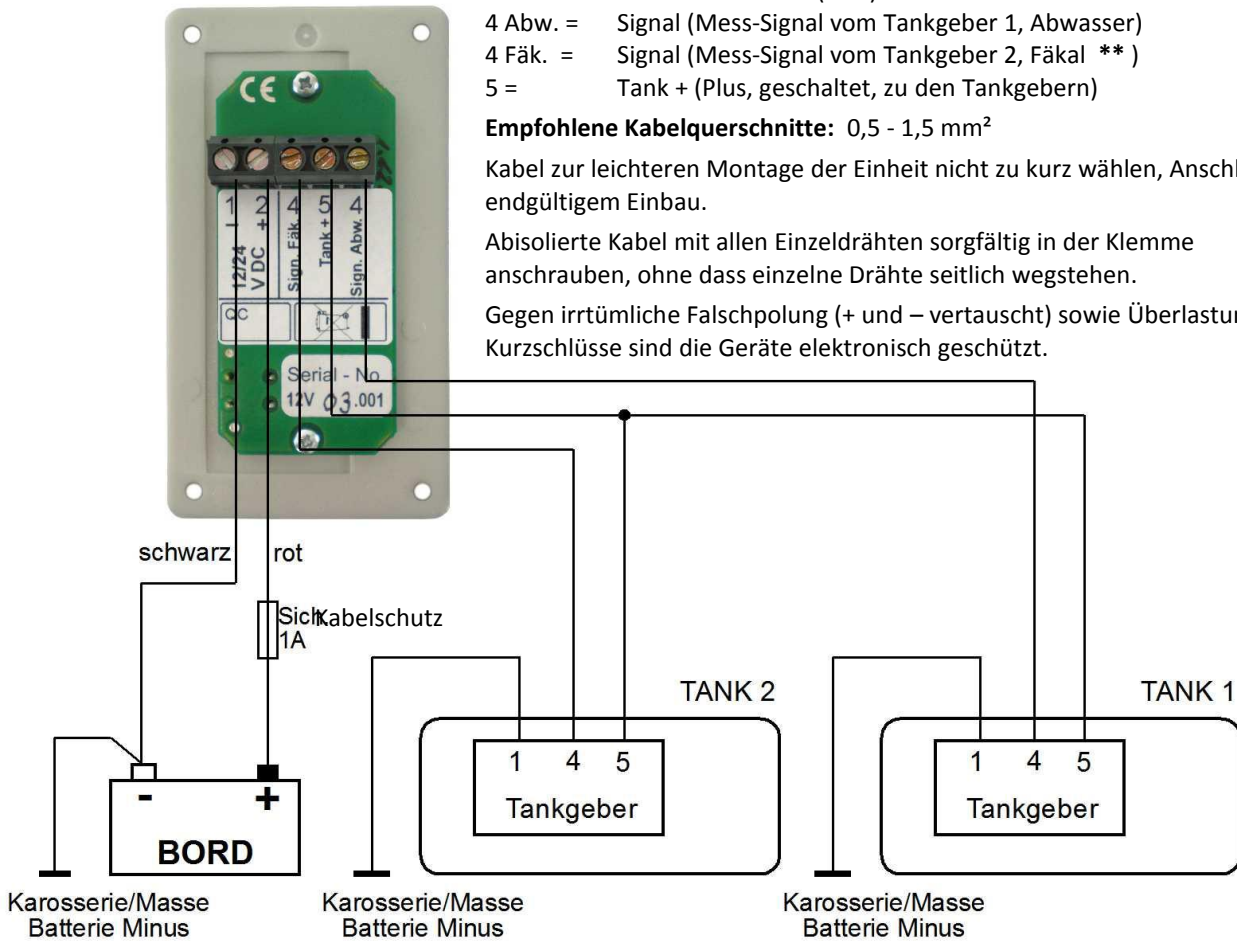 4 Abw. = Signal (Mess-Signal vom Tankgeber 1, Abwasser)
4 Fäk. = Signal (Mess-Signal vom Tankgeber 2, Fäkal ** )
5 = Tank + (Plus, geschaltet, zu den Tankgebern)
Empfohlene Kabelquerschnitte: 0,5 - 1,5 mm²
Kabel zur leichteren Montage der Einheit nicht zu kurz wählen, Anschl
endgültigem Einbau.
Abisolierte Kabel mit allen Einzeldrähten sorgfältig in der Klemme
anschrauben, ohne dass einzelne Drähte seitlich wegstehen.
Gegen irrtümliche Falschpolung (+ und – vertauscht) sowie Überlastu
Kurzschlüsse sind die Geräte elektronisch geschützt.
CE
1 2 4 5 4
- +
12/24
V DC
Sign. Fäk.
Tank +
Sign. Abw.
QC
Serial - No
12V 03.001
schwarz
rot
Sich.
Kabelschutz
1A
TANK 2
TANK 1
1 4 5
Tankgeber
1 4 5
Tankgeber
- +
BORD
Karosserie/Masse
Batterie Minus
Karosserie/Masse
Batterie Minus
Karosserie/Masse
Batterie Minus